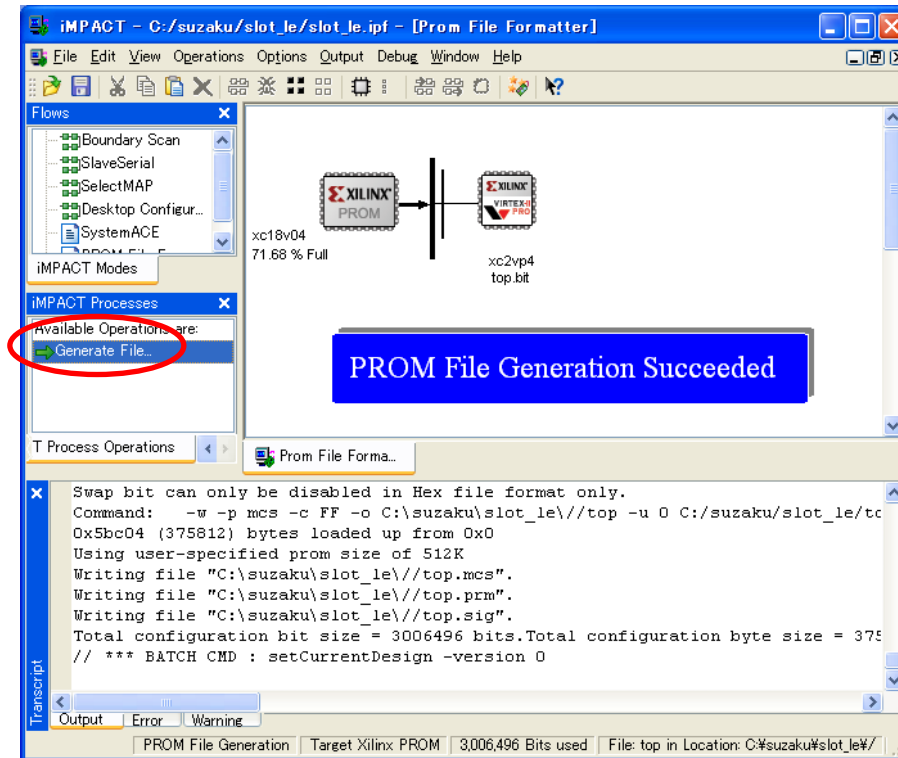 iMPACT - C:/suzaku/slot_le/slot_le.ipf - [Prom File Formatter]
File Edit View Operations Options Output Debug Window Help
Flows
Boundary Scan
SlaveSerial
SelectMAP
Desktop Configur...
SystemACE
iMPACT Modes
iMPACT Processes
Available Operations are:
Generate File...
T Process Operations
XILINX
PROM
xc18v04
71.68 % Full
XILINX
VIRTEX-II
PRO
xc2vp4
top.bit
PROM File Generation Succeeded
Prom File Forma...
Swap bit can only be disabled in Hex file format only.
Command: -w -p mcs -c FF -o C:\suzaku\slot_le\//top -u 0 C:/suzaku/slot_le/to
0x5bc04 (375812) bytes loaded up from 0x0
Using user-specified prom size of 512K
Writing file "C:\suzaku\slot_le\//top.mcs".
Writing file "C:\suzaku\slot_le\//top.prm".
Writing file "C:\suzaku\slot_le\//top.sig".
Total configuration bit size = 3006496 bits.Total configuration byte size = 375
// *** BATCH CMD : setCurrentDesign -version 0
Transcript
Output Error Warning
PROM File Generation Target Xilinx PROM 3,006,496 Bits used File: top in Location: C:¥suzaku¥slot_le¥/